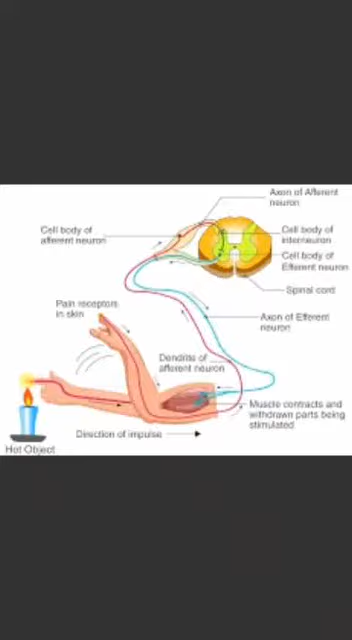 Axon of Afferent
neuron
Cell body of
afferent neuron
Cell body of
interneuron
Cell body of
Efferent neuron
Spinal cord
Pain receptors
in skin
Axon of Efferent
neuron
Dendrite of
afferent neuron
Muscle contracts and
withdrawn parts being
stimulated
Direction of impulse
Hot Object